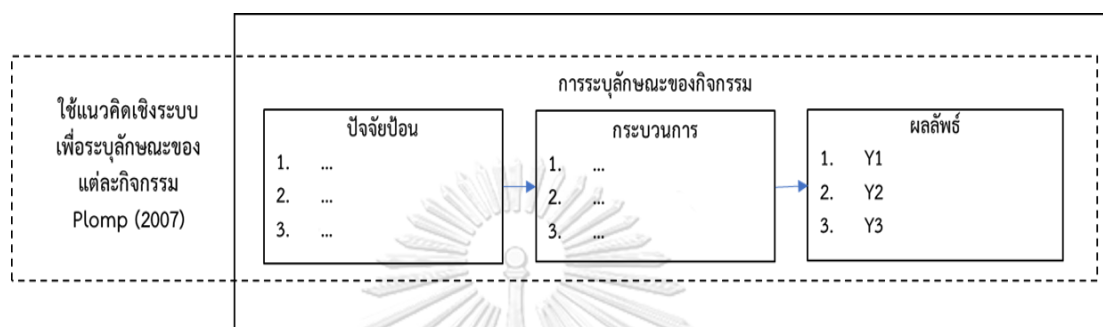 ใช้แนวคิดเชิงระบบ
เพื่อระบุลักษณะของ
แต่ละกิจกรรม
Plomp (2007)
การระบุลักษณะของกิจกรรม
ปัจจัยป้อน
1. ...
2. ...
3. ...
กระบวนการ
1. ...
2. ...
3. ...
ผลลัพธ์
1. Y1
2. Y2
3. Y3